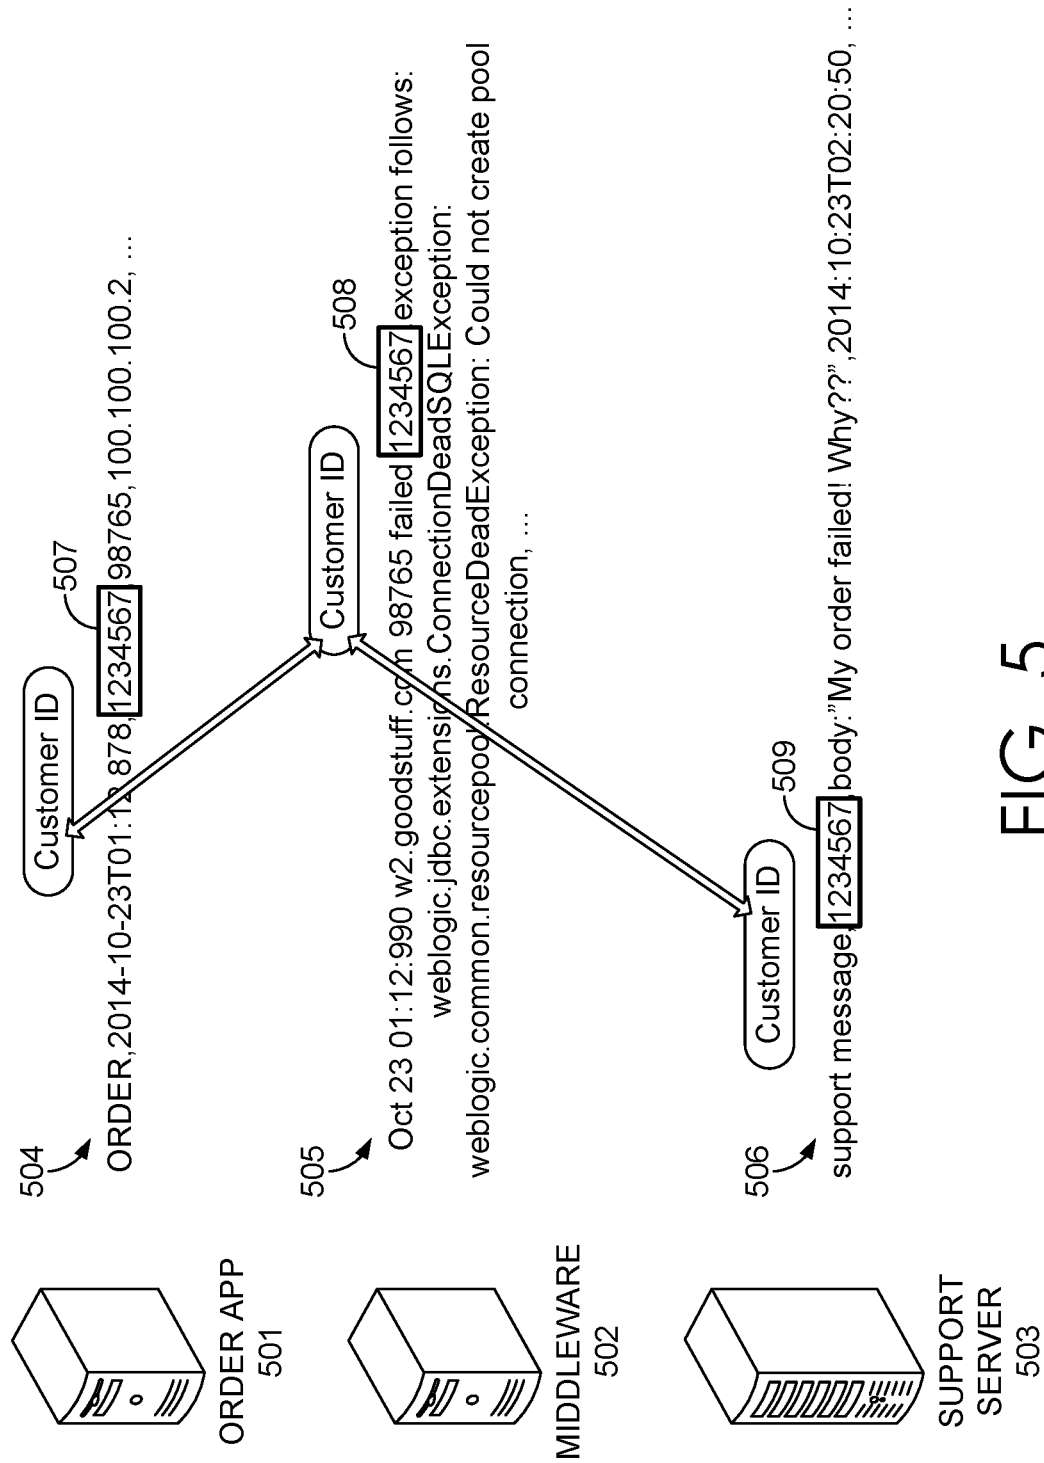 504
Customer ID
507
ORDER,2014-10-23T01:12.878,1234567,98765,100.100.100.2, ...
ORDER APP
501
505
Customer ID
508
Oct 23 01:12:990 w2.goodstuff.com 98765 failed 1234567 exception follows:
weblogic.jdbc.extensions.ConnectionDeadSQLException:
weblogic.common.resourcepool.ResourceDeadException: Could not create pool
connection, ...
MIDDLEWARE
502
506
Customer ID
509
support message,1234567,body:”My order failed! Why??”,2014:10:23T02:20:50, ...
SUPPORT
SERVER
503
FIG. 5